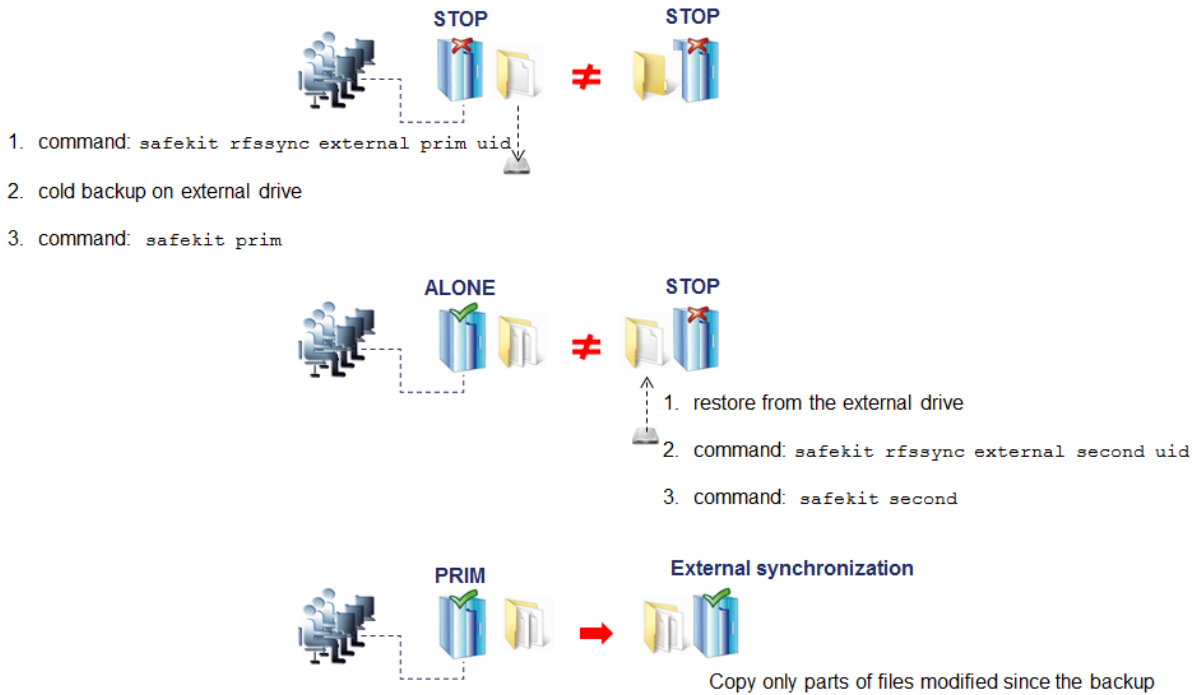 STOP
STOP
≠
1. command: safekit rfssync external prim uid
2. cold backup on external drive
3. command: safekit prim
ALONE
STOP
≠
1. restore from the external drive
2. command: safekit rfssync external second uid
3. command: safekit second
PRIM
External synchronization
Copy only parts of files modified since the backup